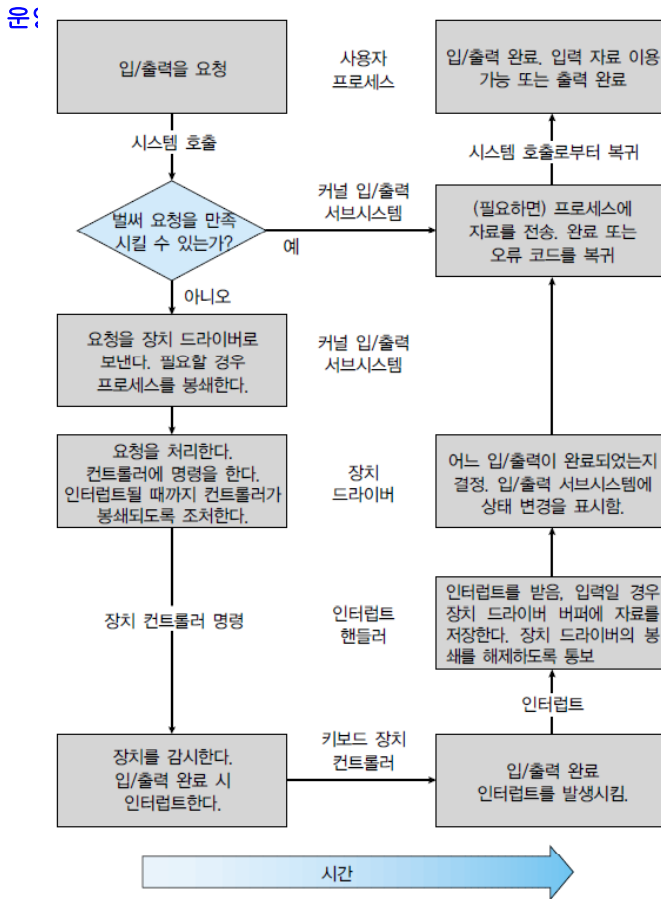 입/출력을 요청
사용자
프로세스
입/출력 완료. 입력 자료 이용
가능 또는 출력 완료
시스템 호출
시스템 호출로부터 복귀
벌써 요청을 만족
시킬 수 있는가?
커널 입/출력
서브시스템
예
(필요하면) 프로세스에
자료를 전송. 완료 또는
오류 코드를 복귀
아니오
요청을 장치 드라이버로
보낸다. 필요할 경우
프로세스를 봉쇄한다.
커널 입/출력
서브시스템
요청을 처리한다.
컨트롤러에 명령을 한다.
인터럽트될 때까지 컨트롤러가
봉쇄되도록 조처한다.
장치
드라이버
어느 입/출력이 완료되었는지
결정. 입/출력 서브시스템에
상태 변경을 표시함.
장치 컨트롤러 명령
인터럽트
핸들러
인터럽트를 받음, 입력일 경우
장치 드라이버 버퍼에 자료를
저장한다. 장치 드라이버의 봉
쇄를 해제하도록 통보
인터럽트
장치를 감시한다.
입/출력 완료 시
인터럽트한다.
키보드 장치
컨트롤러
입/출력 완료
인터럽트를 발생시킴.
시간